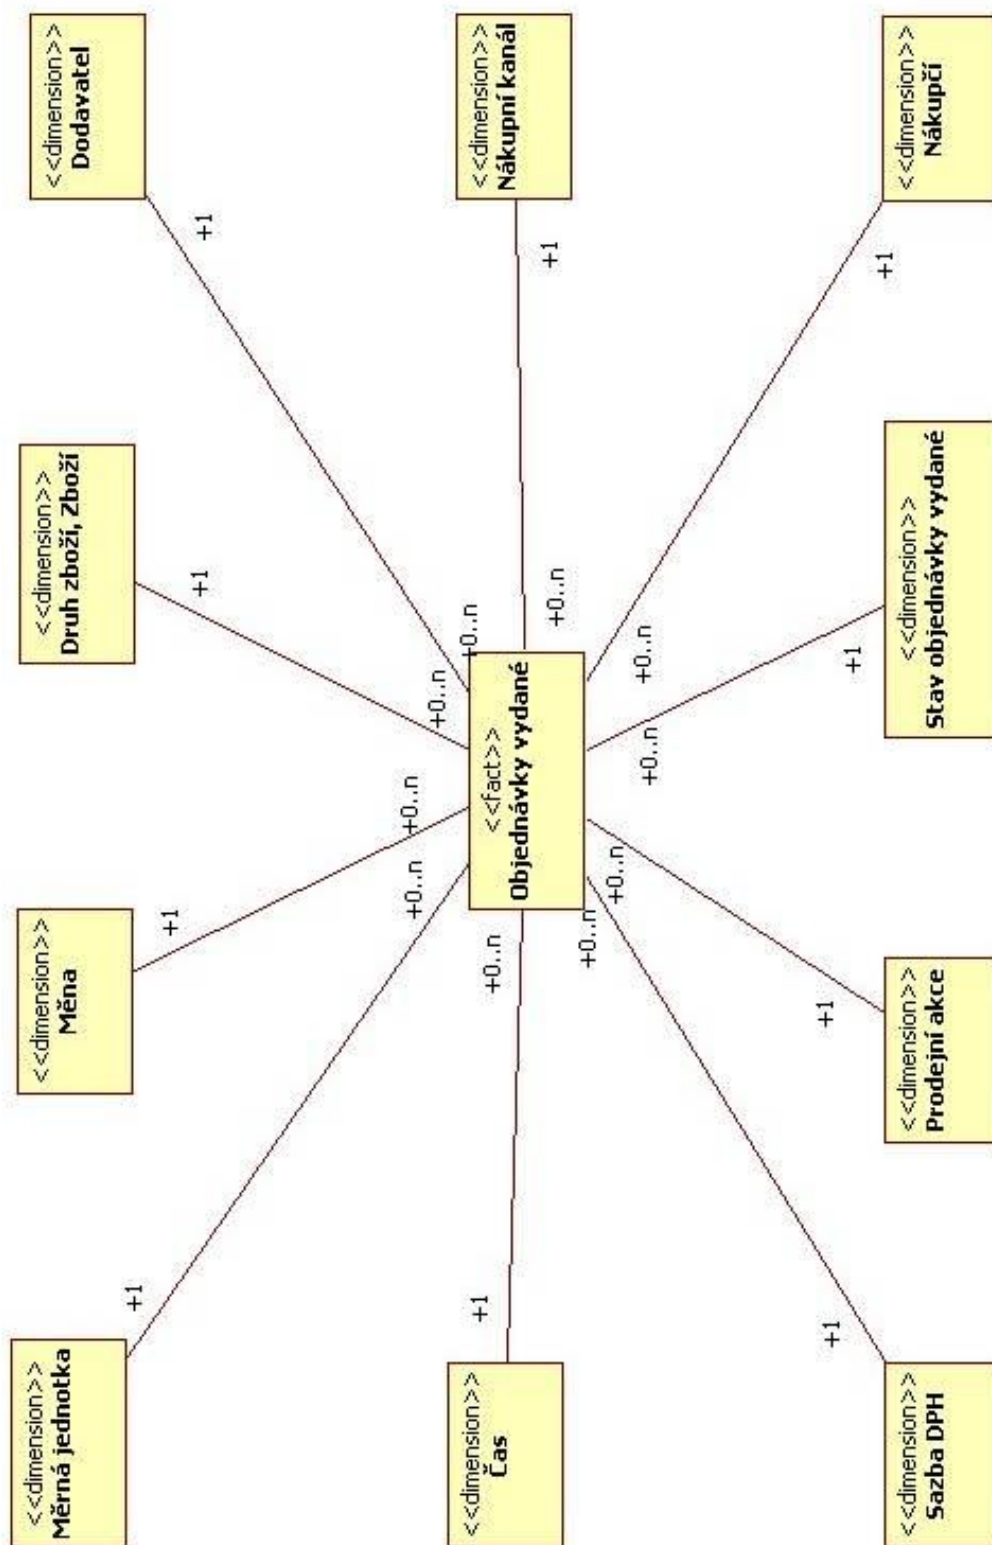 <<dimension>>
Měrná jednotka
<<dimension>>
Měna
<<dimension>>
Druh zboží, Zboží
<<dimension>>
Dodavatel
+1
+1
+1
+1
+0..n
+0..n
+0..n
+0..n
<<dimension>>
Čas
+1
+0..n
<<fact>>
Objednávky vydané
+0..n
+1
<<dimension>>
Nákupní kanál
+0..n
+0..n
+0..n
+0..n
+1
+1
+1
+1
<<dimension>>
Sazba DPH
<<dimension>>
Prodejní akce
<<dimension>>
Stav objednávky vydané
<<dimension>>
Nákupčí